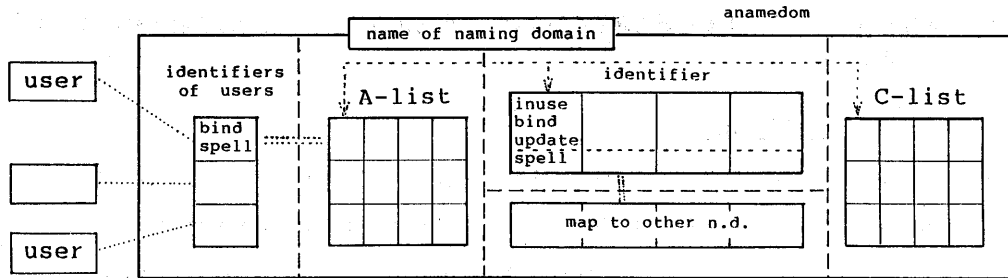 anamedom
name of naming domain
user
identifiers
of users
A-list
identifier
C-list
bind
spell
inuse
bind
update
spell
user
map to other n.d.